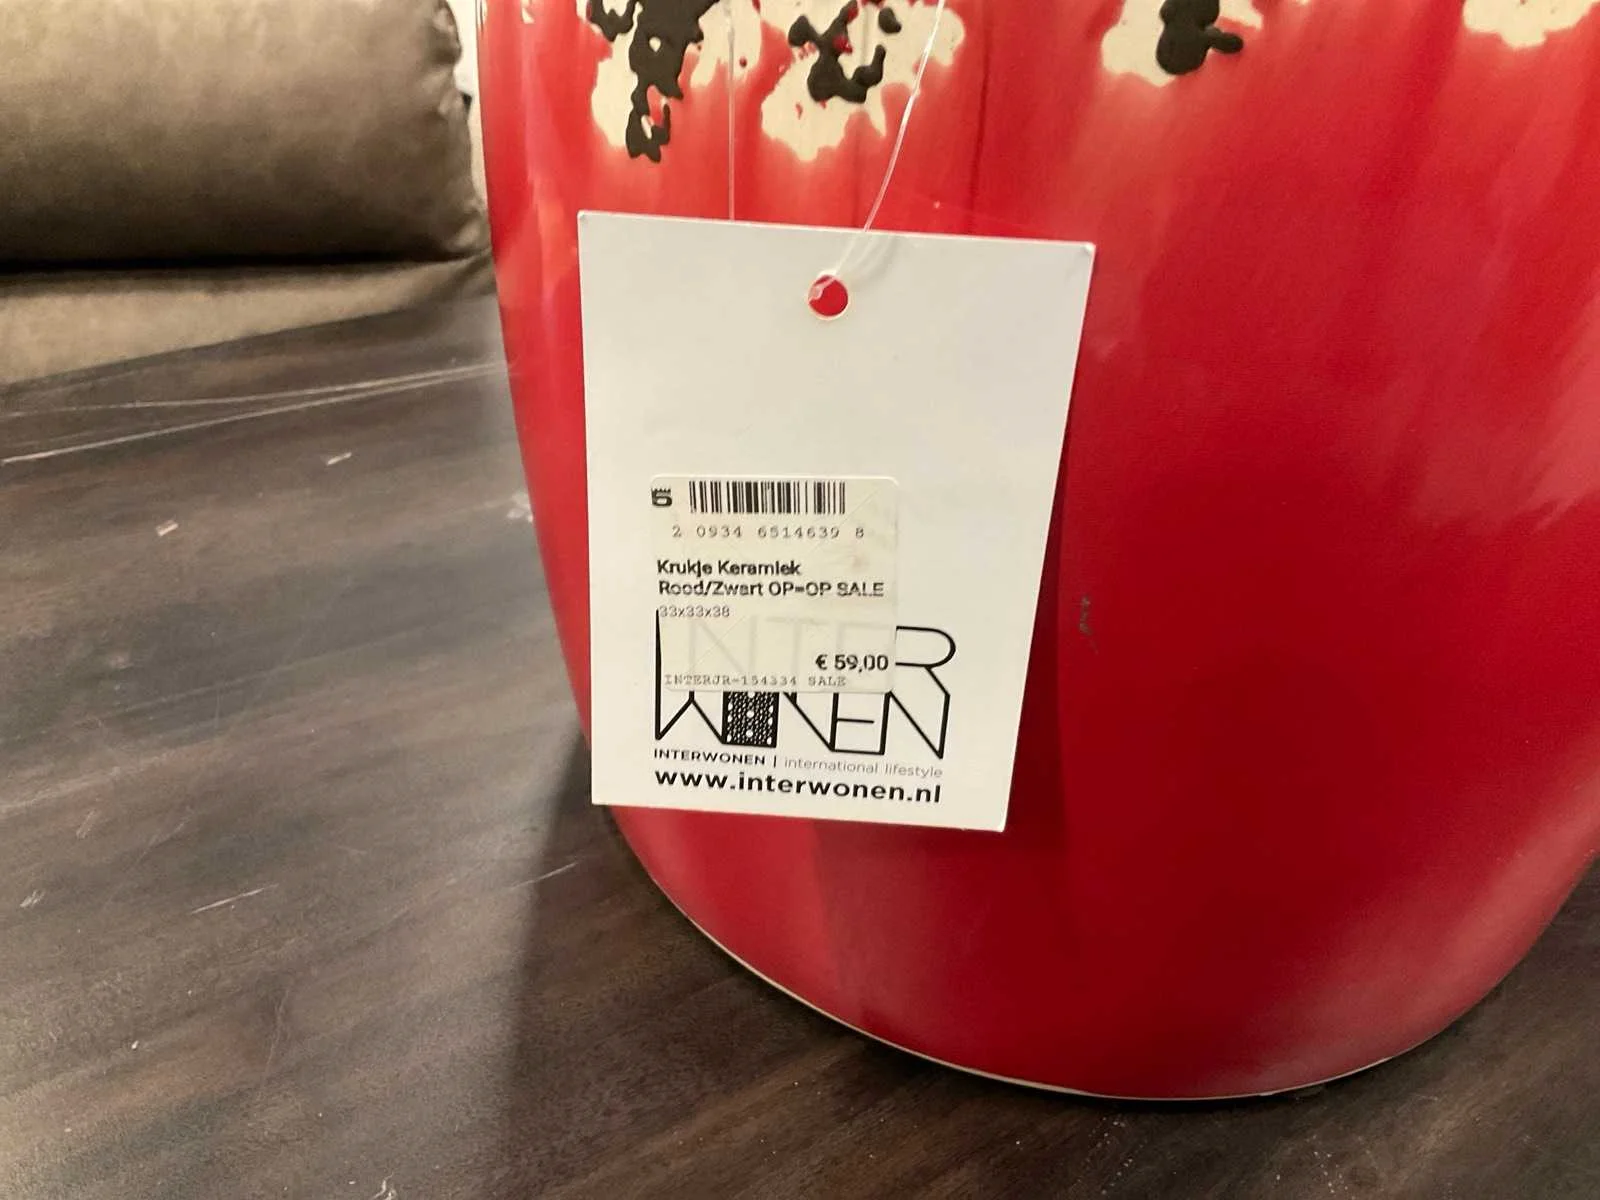 2 0934 6514639 8
Krukje Keramiek
Rood/Zwart OP=OP SALE
33x33x38
€ 59,00
INTERJR-154334 SALE
INTER
WONEN
INTERWONEN | international lifestyle
www.interwonen.nl